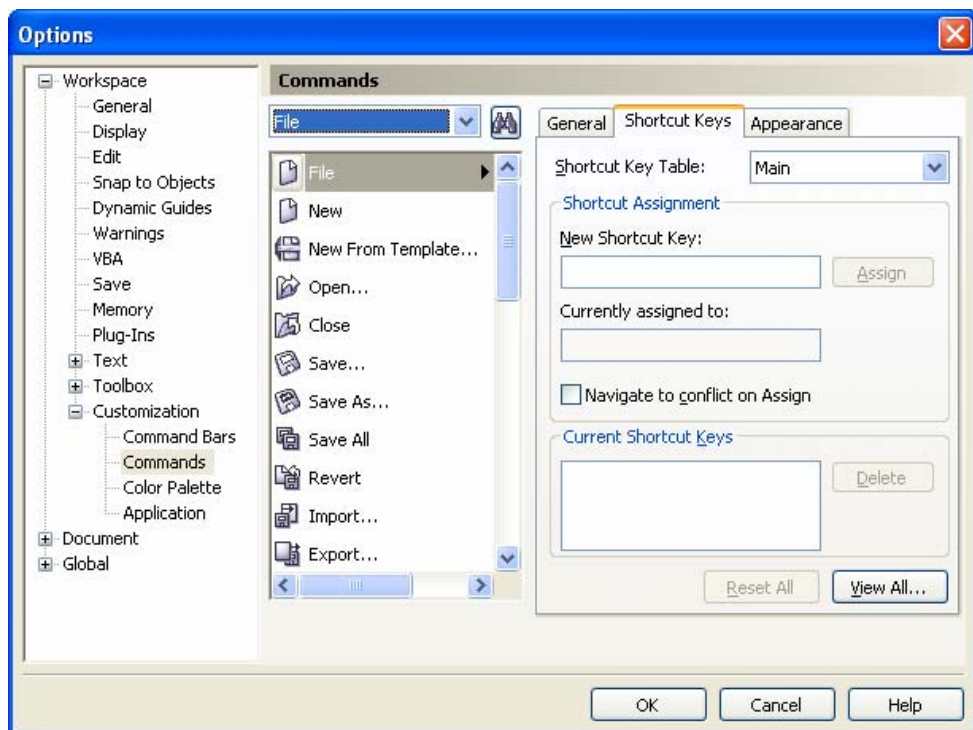 Options
Workspace
General
Display
Edit
Snap to Objects
Dynamic Guides
Warnings
VBA
Save
Memory
Plug-Ins
Text
Toolbox
Customization
Command Bars
Commands
Color Palette
Application
Document
Global
Commands
File
File
New
New From Template...
Open...
Close
Save...
Save As...
Save All
Revert
Import...
Export...
General Shortcut Keys Appearance
Shortcut Key Table: Main
Shortcut Assignment
New Shortcut Key:
Assign
Currently assigned to:
Navigate to conflict on Assign
Current Shortcut Keys
Delete
Reset All View All...
OK Cancel Help